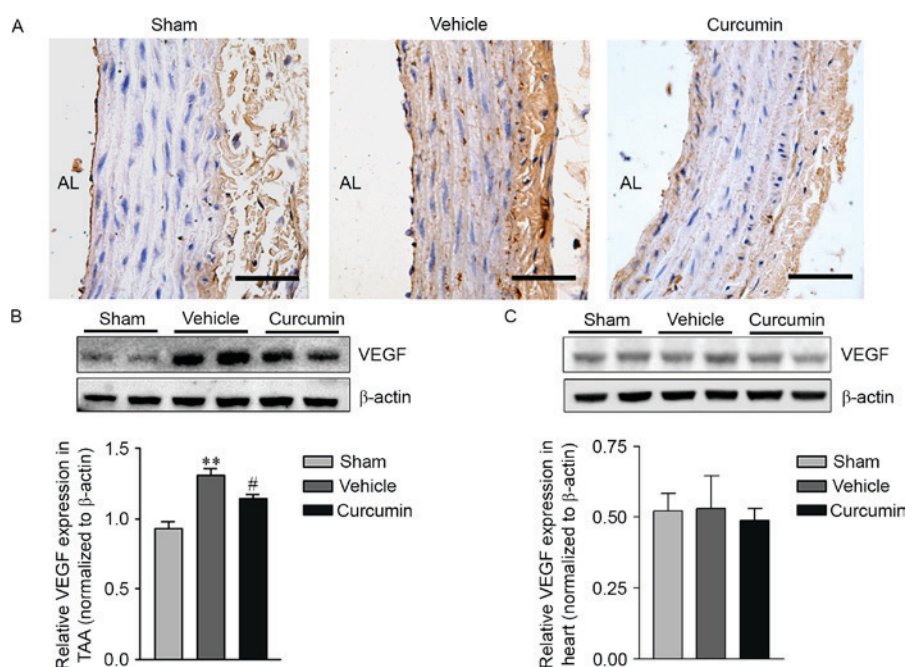 A
Sham
Vehicle
Curcumin
AL
AL
AL
B
Sham
Vehicle
Curcumin
VEGF
β-actin
Relative VEGF expression in
TAA (normalized to β-actin)
1.5
1.0
0.5
0.0
**
#
Sham
Vehicle
Curcumin
C
Sham
Vehicle
Curcumin
VEGF
β-actin
Relative VEGF expression in
heart (normalized to β-actin)
0.75
0.50
0.25
0.00
Sham
Vehicle
Curcumin